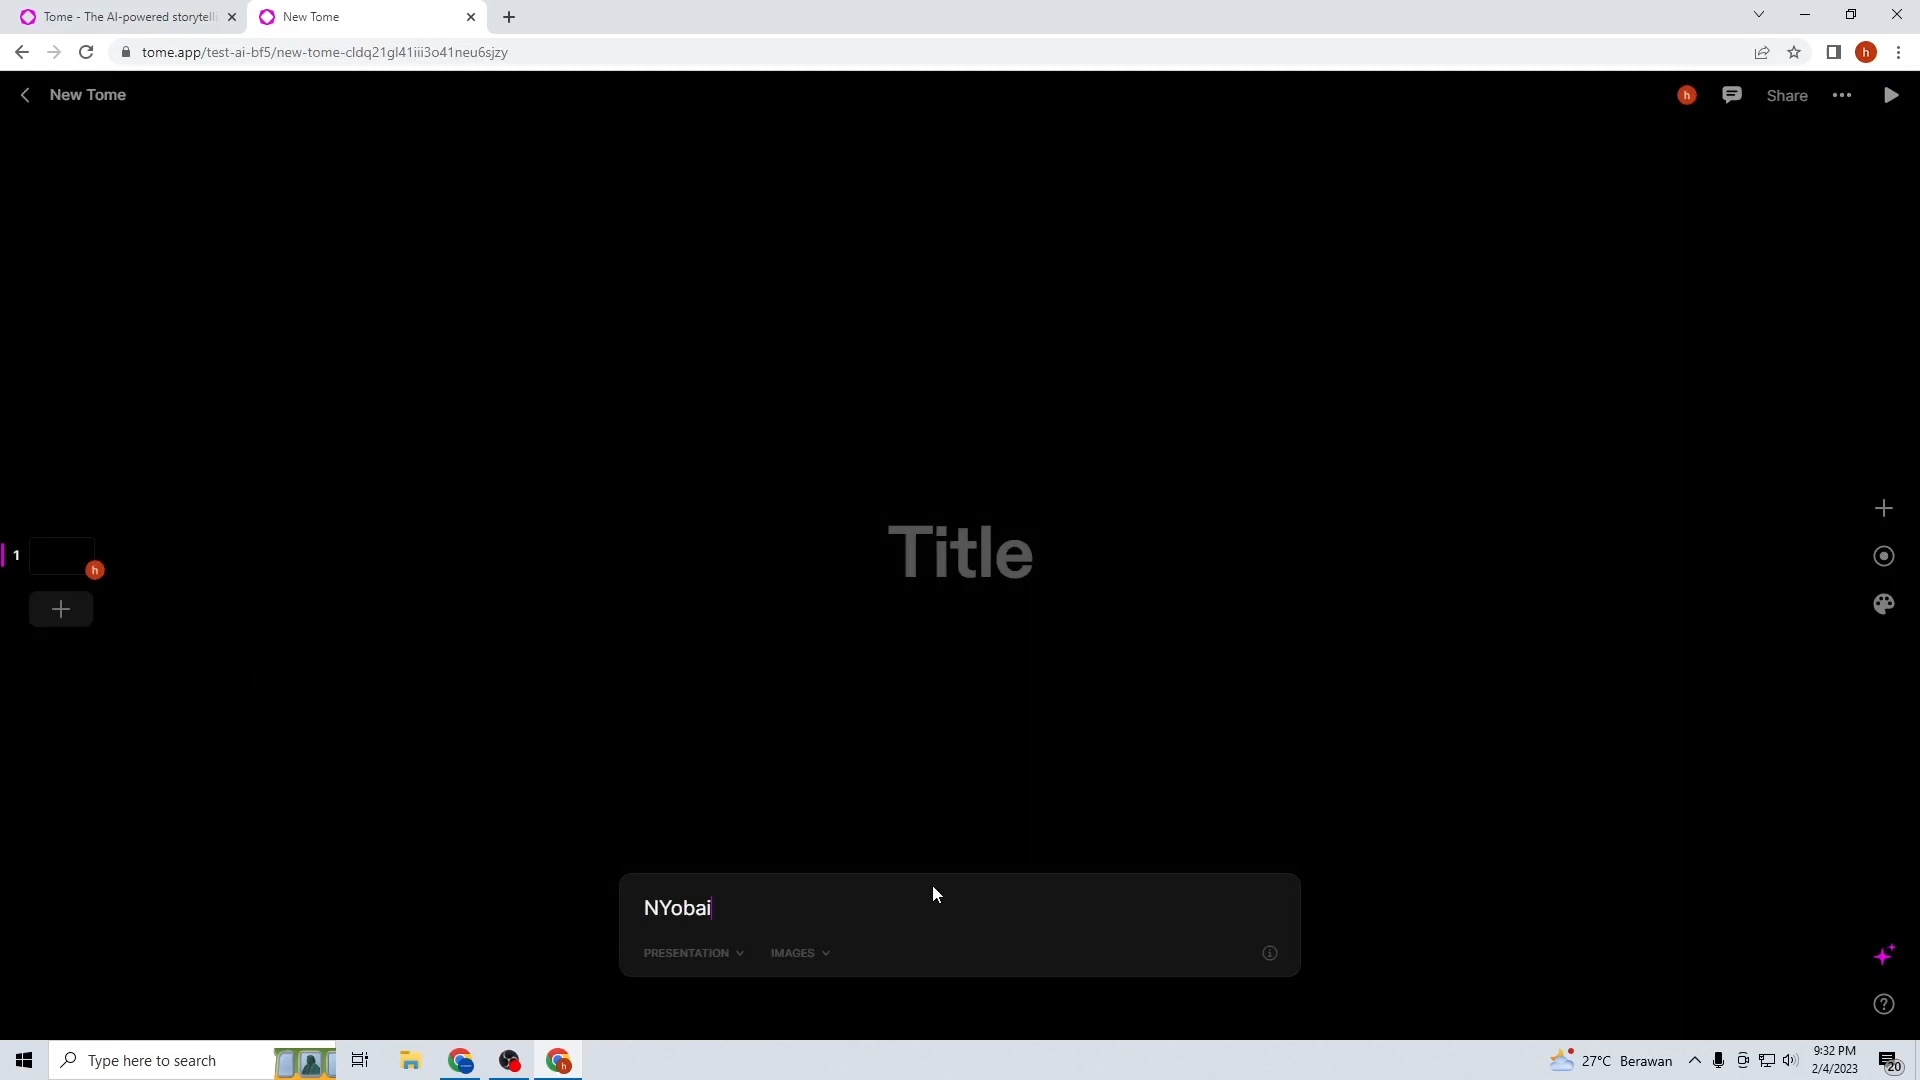 Tome - The AI-powered storytelli
New Tome
tome.app/test-ai-bf5/new-tome-cldq21gl41iii3o41neu6sjzy
h
New Tome
h
Share
Title
1
h
NYobai
PRESENTATION
IMAGES
Type here to search
h
27°C Berawan
9:32 PM
2/4/2023
20